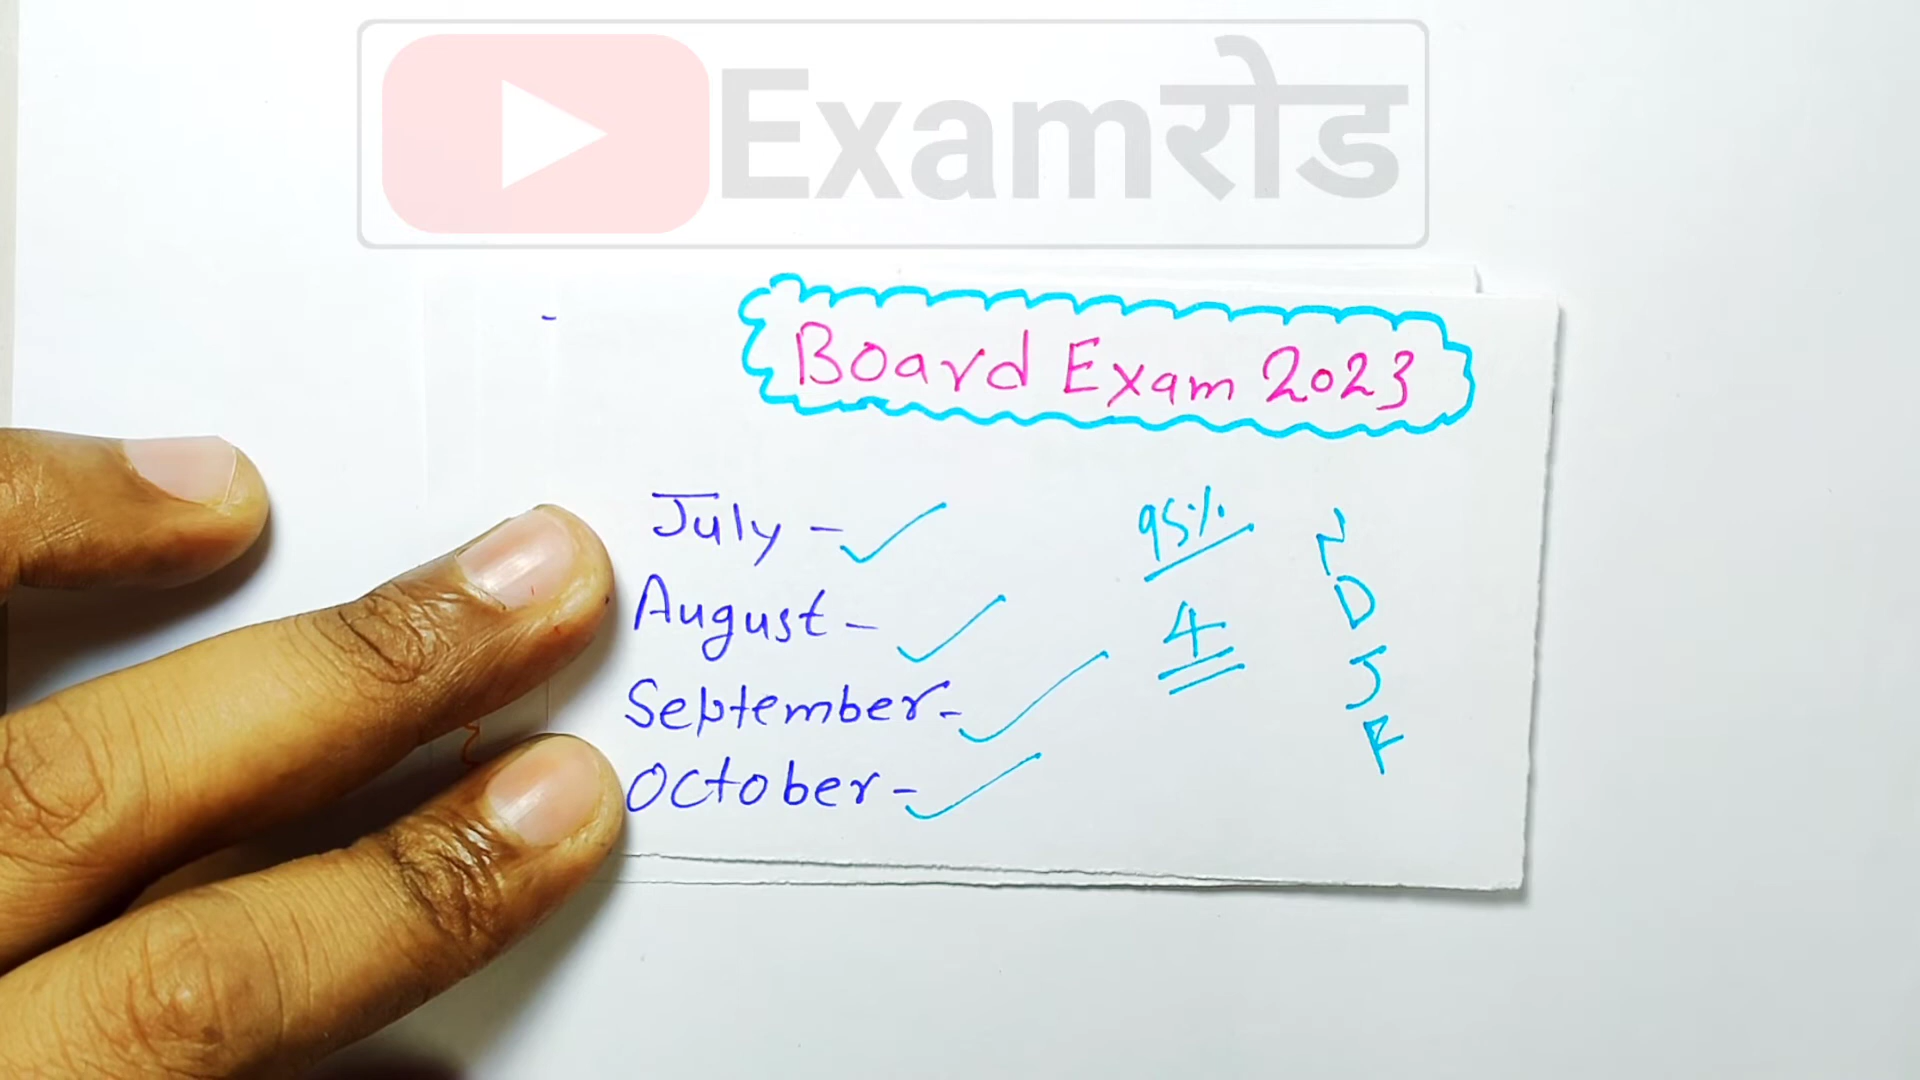 Examरोड
Board Exam 2023
July -
August -
September -
October -
95%
4
N
D
J
F